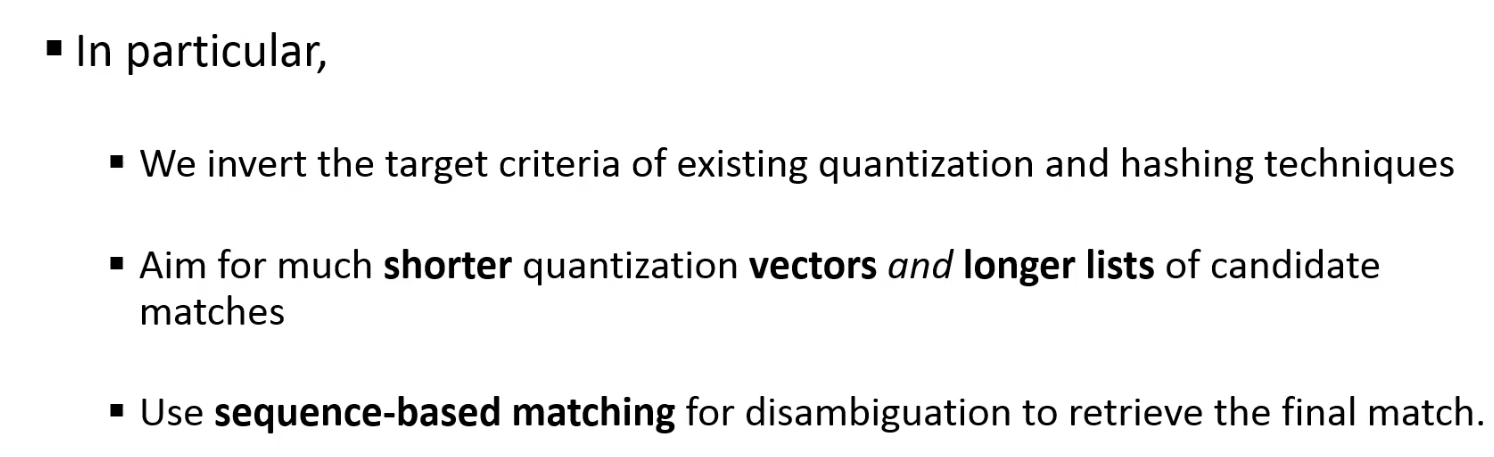 ▪ In particular,
▪ We invert the target criteria of existing quantization and hashing techniques
▪ Aim for much shorter quantization vectors and longer lists of candidate
matches
▪ Use sequence-based matching for disambiguation to retrieve the final match.